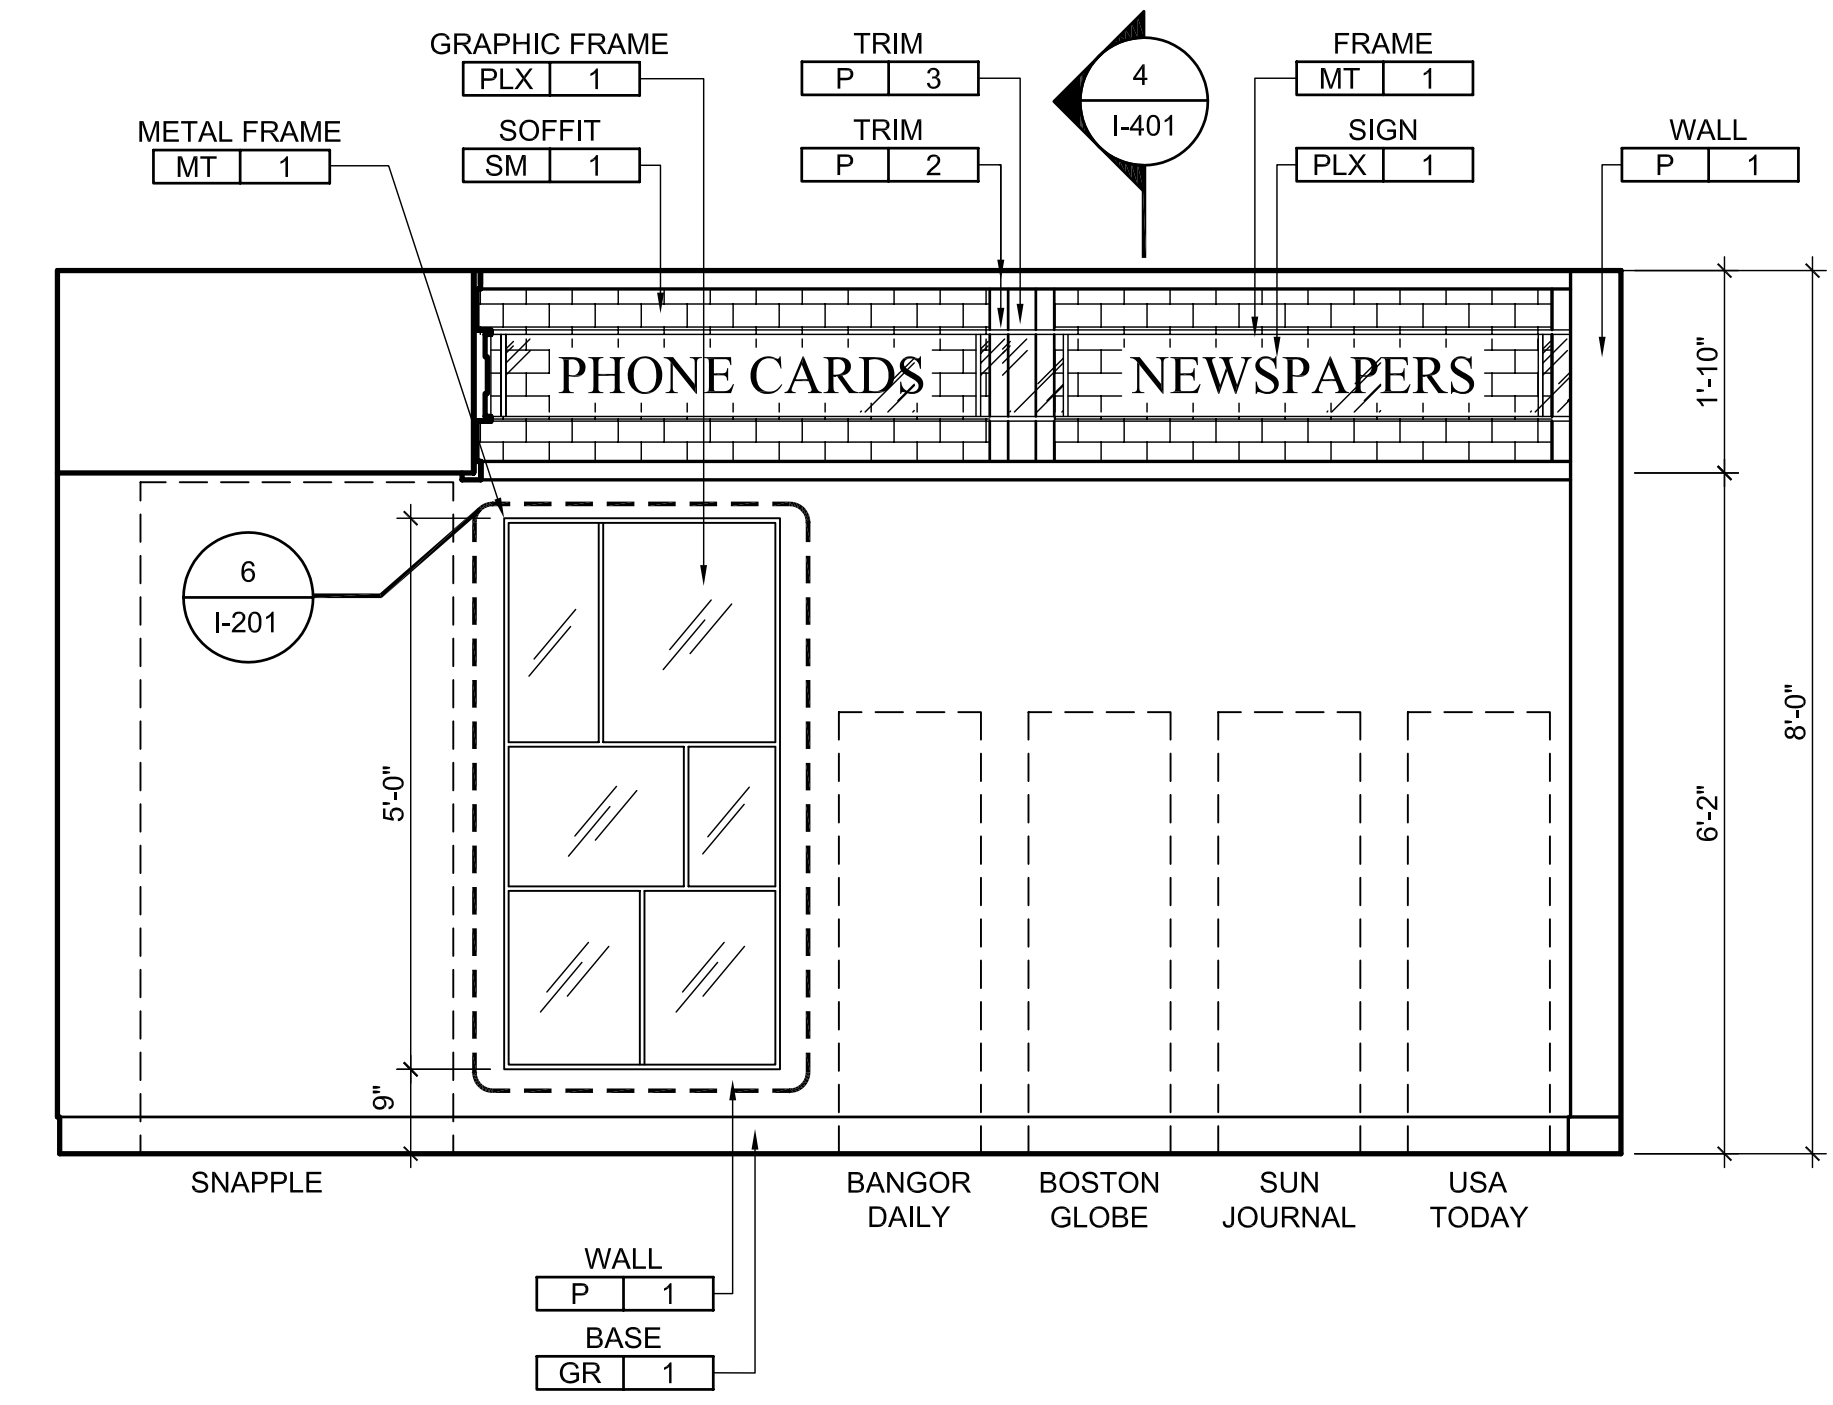 GRAPHIC FRAME
PLX 1
TRIM
P 3
4
I-401
FRAME
MT 1
METAL FRAME
MT 1
SOFFIT
SM 1
TRIM
P 2
SIGN
PLX 1
WALL
P 1
PHONE CARDS
NEWSPAPERS
1'-10"
6
I-201
5'-0"
6'-2"
8'-0"
9"
SNAPPLE
BANGOR
DAILY
BOSTON
GLOBE
SUN
JOURNAL
USA
TODAY
WALL
P 1
BASE
GR 1